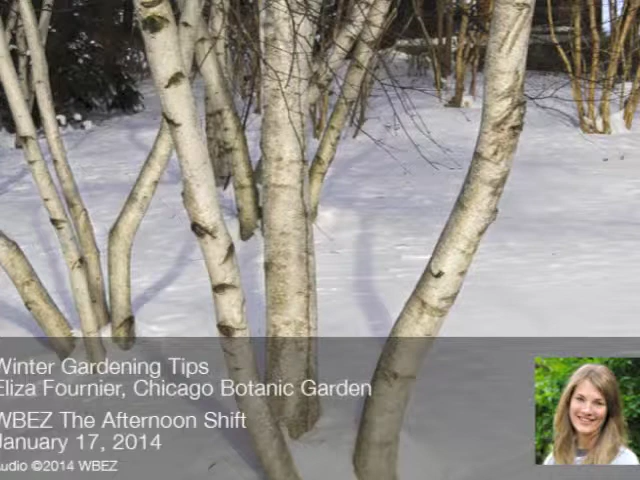 Winter Gardening Tips
Eliza Fournier, Chicago Botanic Garden
WBEZ The Afternoon Shift
January 17, 2014
Audio ©2014 WBEZ